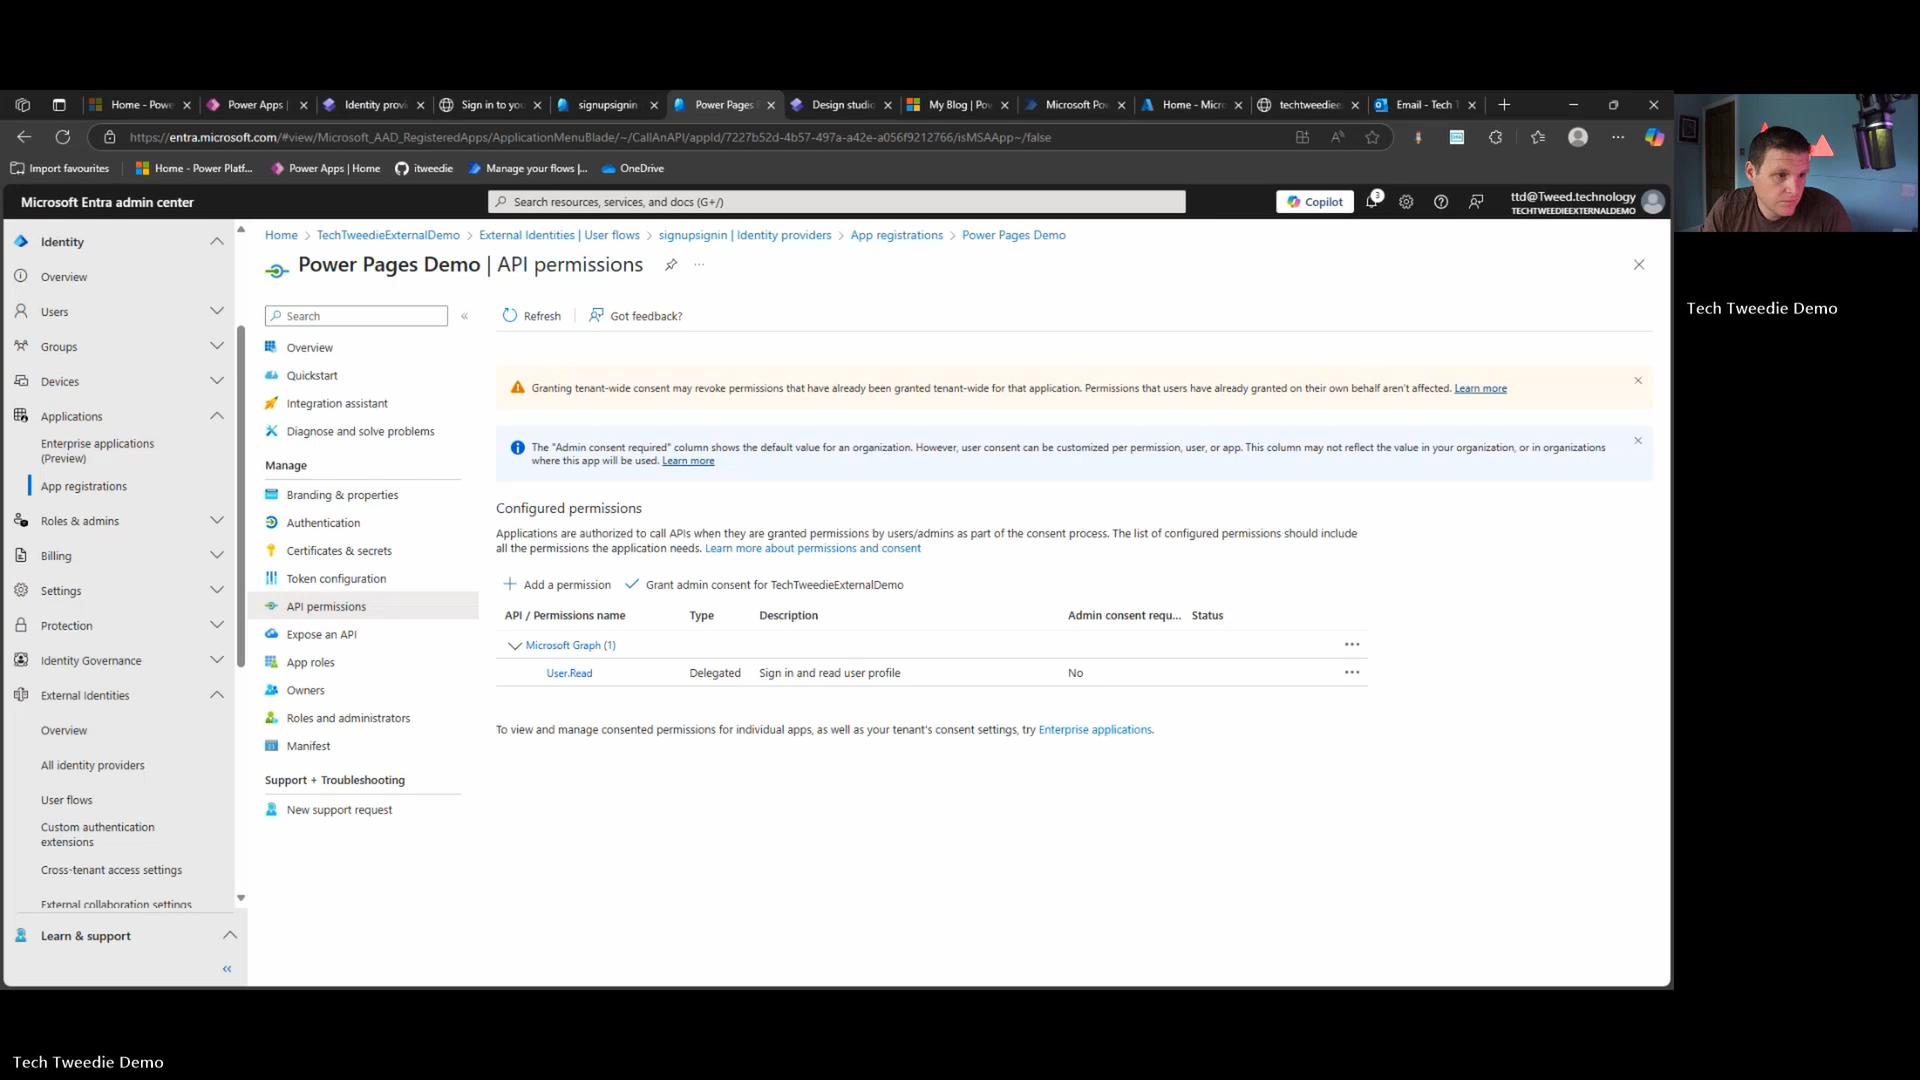 Home - Powe
Power Apps |
Identity provi
Sign in to you
signupsignin
Power Pages
Design studio
My Blog | Pow
Microsoft Pow
Home - Micro
techtweediee
Email - Tech T
https://entra.microsoft.com/#view/Microsoft_AAD_RegisteredApps/ApplicationMenuBlade/~/CallAnAPI/appId/7227b52d-4b57-497a-a42e-a056f9212766/isMSAApp~/false
Import favourites
Home - Power Platf...
Power Apps | Home
itweedie
Manage your flows |...
OneDrive
Microsoft Entra admin center
Search resources, services, and docs (G+/)
Copilot
3
ttd@Tweed.technology
TECHTWEEDIEEXTERNALDEMO
Identity
Overview
Users
Groups
Devices
Applications
Enterprise applications
(Preview)
App registrations
Roles & admins
Billing
Settings
Protection
Identity Governance
External Identities
Overview
All identity providers
User flows
Custom authentication
extensions
Cross-tenant access settings
External collaboration settings
Learn & support
Home > TechTweedieExternalDemo > External Identities | User flows > signupsignin | Identity providers > App registrations > Power Pages Demo
Power Pages Demo | API permissions
Search
Overview
Quickstart
Integration assistant
Diagnose and solve problems
Manage
Branding & properties
Authentication
Certificates & secrets
Token configuration
API permissions
Expose an API
App roles
Owners
Roles and administrators
Manifest
Support + Troubleshooting
New support request
Refresh
Got feedback?
Granting tenant-wide consent may revoke permissions that have already been granted tenant-wide for that application. Permissions that users have already granted on their own behalf aren't affected. Learn more
The "Admin consent required" column shows the default value for an organization. However, user consent can be customized per permission, user, or app. This column may not reflect the value in your organization, or in organizations
where this app will be used. Learn more
Configured permissions
Applications are authorized to call APIs when they are granted permissions by users/admins as part of the consent process. The list of configured permissions should include
all the permissions the application needs. Learn more about permissions and consent
Add a permission
Grant admin consent for TechTweedieExternalDemo
API / Permissions name Type Description Admin consent requ... Status
Microsoft Graph (1)
User.Read Delegated Sign in and read user profile No
To view and manage consented permissions for individual apps, as well as your tenant's consent settings, try Enterprise applications.
Tech Tweedie Demo
Tech Tweedie Demo